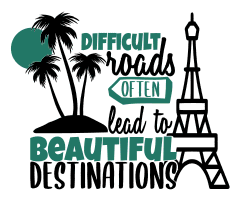 DIFFICULT
roads
OFTEN
lead to
BEAUTIFUL
DESTINATIONS